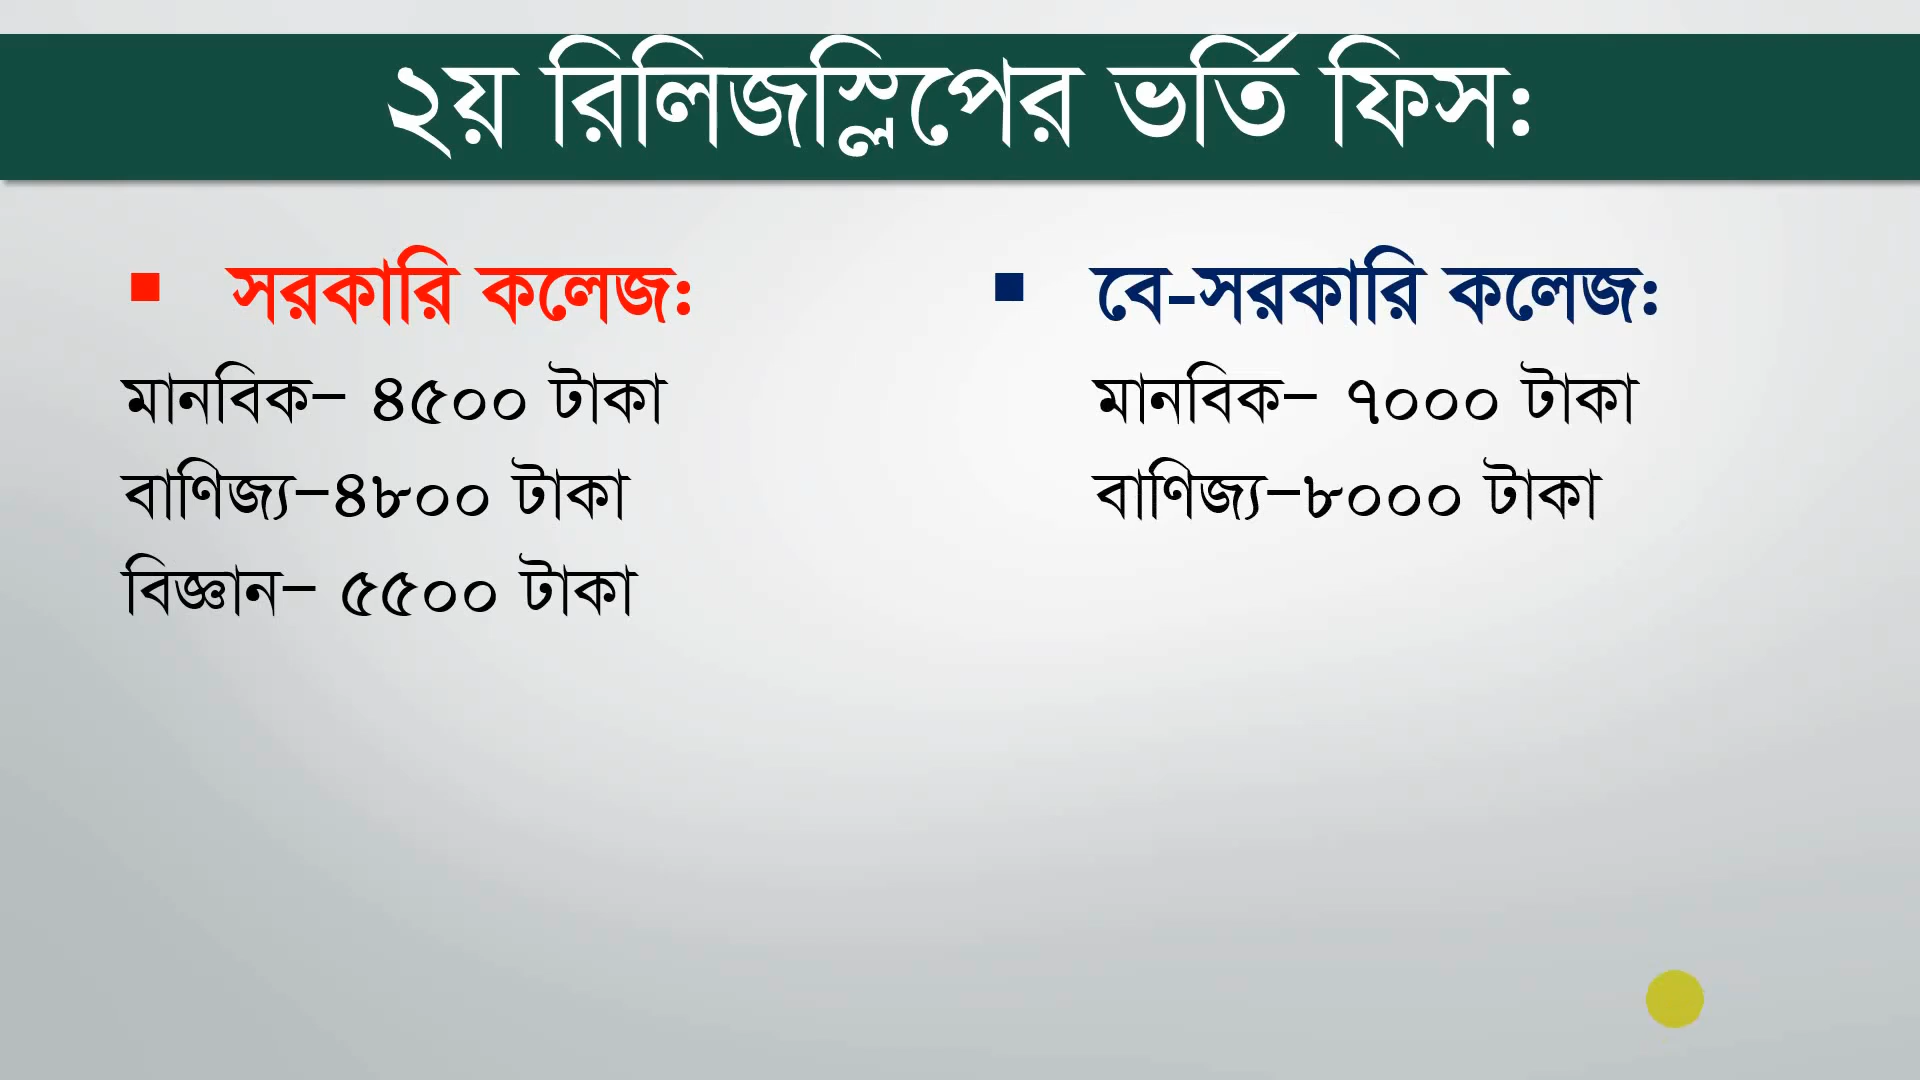 ২য় রিলিজস্লিপের ভর্তি ফিস:
▪ সরকারি কলেজ:
মানবিক– ৪৫০০ টাকা
বাণিজ্য–৪৮০০ টাকা
বিজ্ঞান– ৫৫০০ টাকা
▪ বে-সরকারি কলেজ:
মানবিক– ৭০০০ টাকা
বাণিজ্য–৮০০০ টাকা